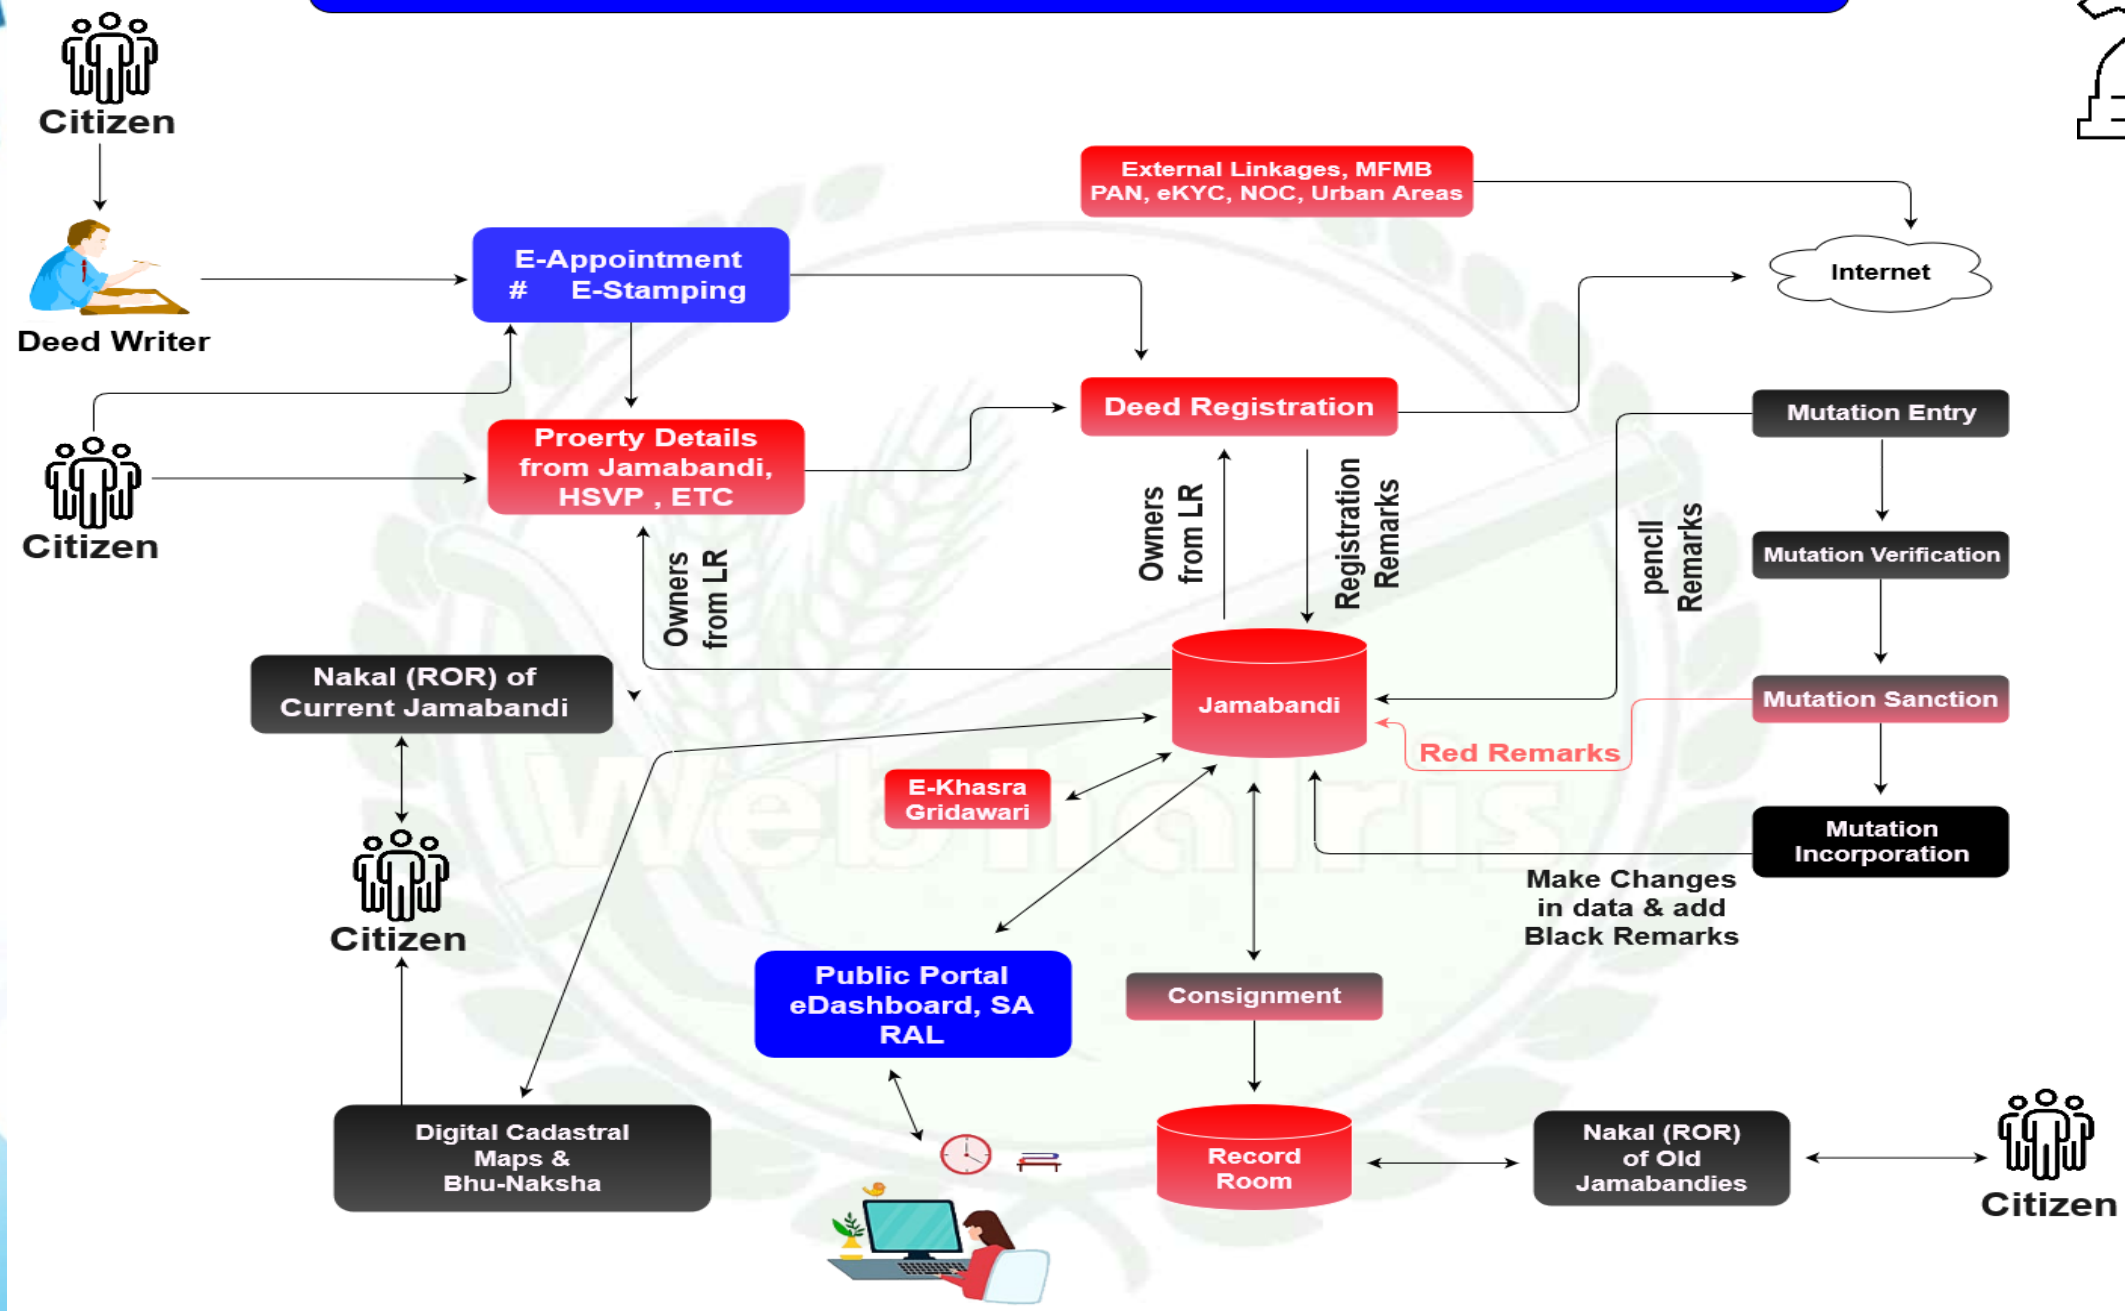 Citizen
External Linkages, MFMB
PAN, eKYC, NOC, Urban Areas
E-Appointment
# E-Stamping
Internet
Deed Writer
Deed Registration
Mutation Entry
Proerty Details
from Jamabandi,
HSVP , ETC
Citizen
Owners
from LR
Registration
Remarks
pencIl
Remarks
Mutation Verification
Owners
from LR
Nakal (ROR) of
Current Jamabandi
Jamabandi
Mutation Sanction
Red Remarks
E-Khasra
Gridawari
WebHalris
Mutation
Incorporation
Make Changes
in data & add
Black Remarks
Citizen
Public Portal
eDashboard, SA
RAL
Consignment
Digital Cadastral
Maps &
Bhu-Naksha
Record
Room
Nakal (ROR)
of Old
Jamabandies
Citizen